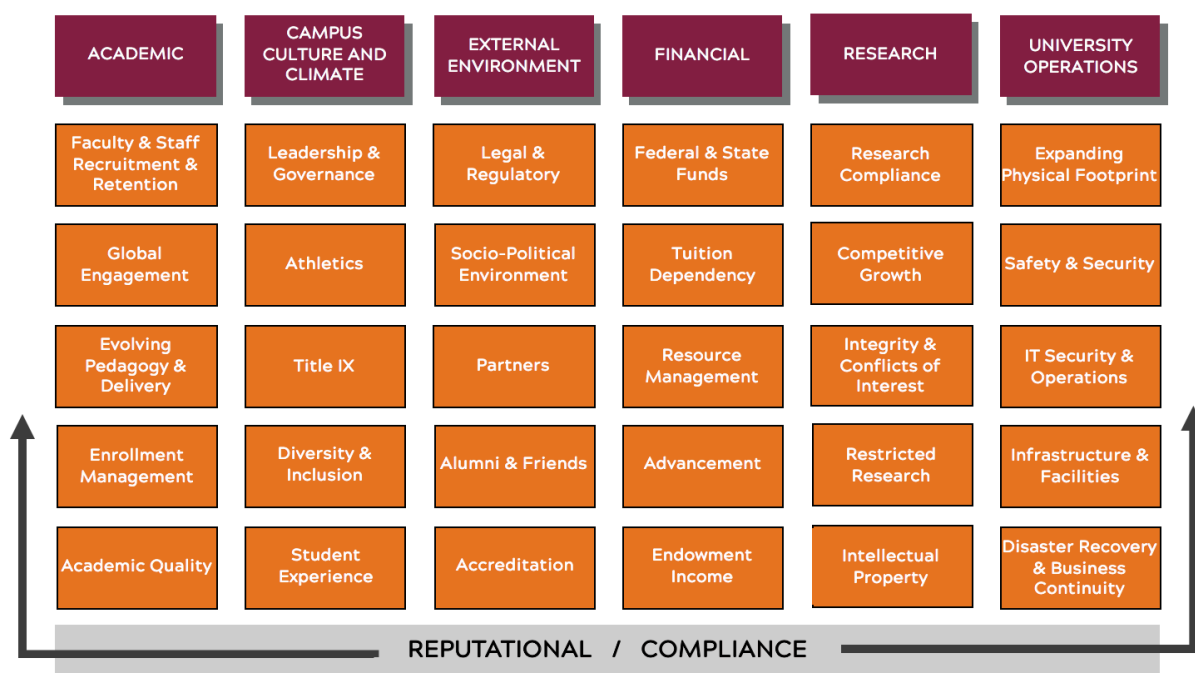 ACADEMIC
CAMPUS
CULTURE AND
CLIMATE
EXTERNAL
ENVIRONMENT
FINANCIAL
RESEARCH
UNIVERSITY
OPERATIONS
Faculty & Staff
Recruitment &
Retention
Leadership &
Governance
Legal &
Regulatory
Federal & State
Funds
Research
Compliance
Expanding
Physical Footprint
Global
Engagement
Athletics
Socio-Political
Environment
Tuition
Dependency
Competitive
Growth
Safety & Security
Evolving
Pedagogy &
Delivery
Title IX
Partners
Resource
Management
Integrity &
Conflicts of
Interest
IT Security &
Operations
Enrollment
Management
Diversity &
Inclusion
Alumni & Friends
Advancement
Restricted
Research
Infrastructure &
Facilities
Academic Quality
Student
Experience
Accreditation
Endowment
Income
Intellectual
Property
Disaster Recovery
& Business
Continuity
REPUTATIONAL / COMPLIANCE